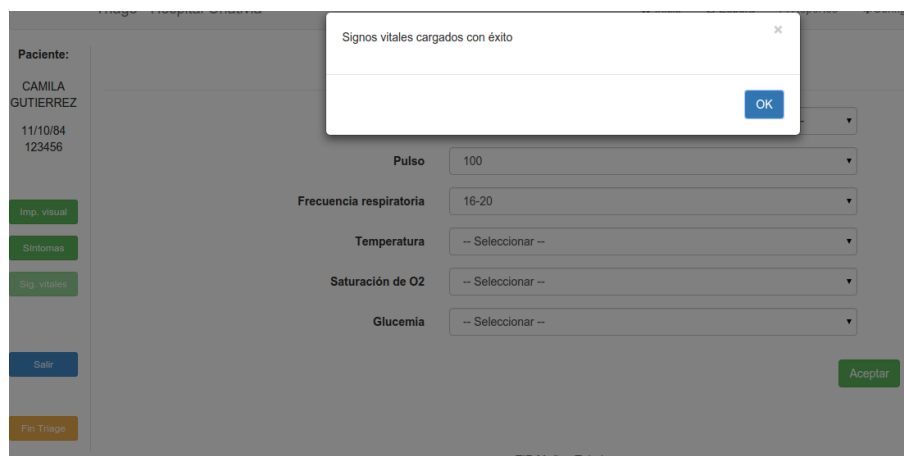 Signos vitales cargados con éxito
×
OK
Paciente:
CAMILA
GUTIERREZ
11/10/84
123456
Imp. visual
Síntomas
Sig. vitales
Salir
Fin Triage
Pulso 100
Frecuencia respiratoria 16-20
Temperatura -- Seleccionar --
Saturación de O2 -- Seleccionar --
Glucemia -- Seleccionar --
Aceptar